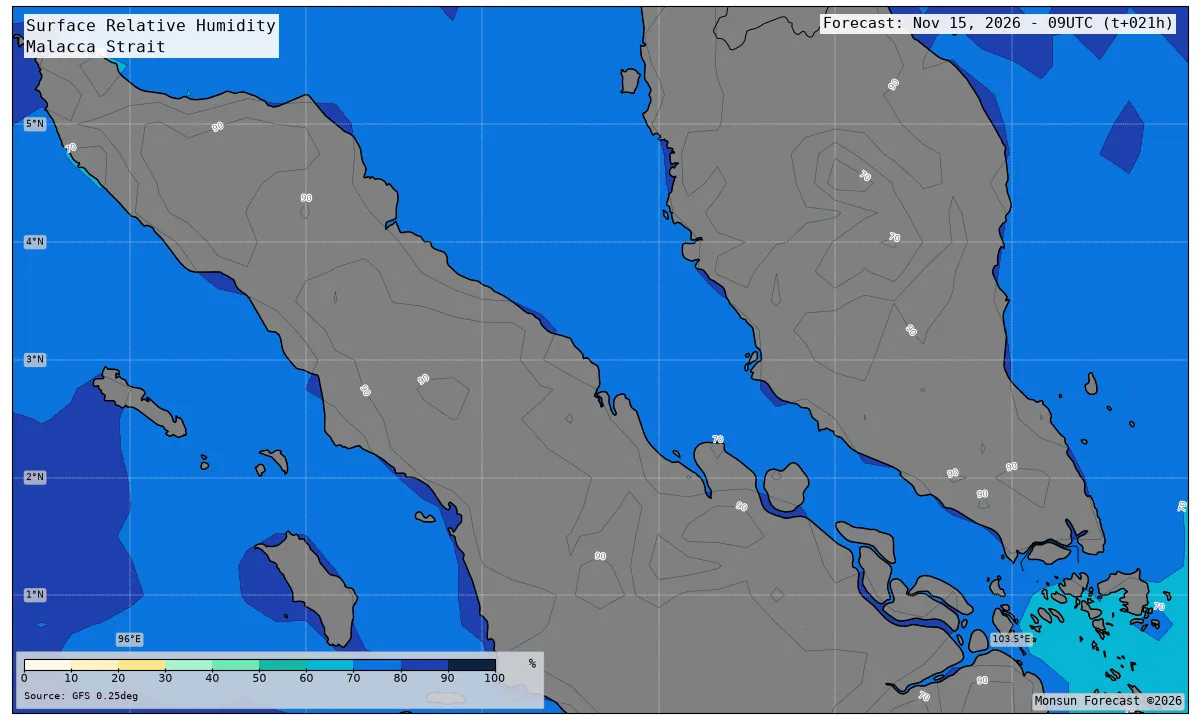 Surface Relative Humidity
Malacca Strait
Forecast: Nov 15, 2026 - 09UTC (t+021h)
90
5°N
90
70
70
90
4°N
70
90
3°N
90
90
70
90
90
2°N
90
90
70
90
1°N
70
96°E
103.5°E
%
0 10 20 30 40 50 60 70 80 90 100
90
70
Source: GFS 0.25deg
Monsun Forecast ©2026